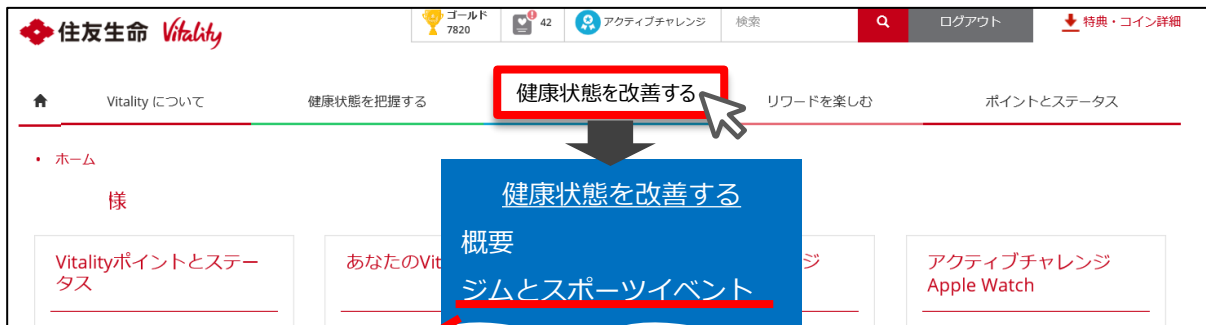 住友生命 Vitality
ゴールド
7820
42
アクティブチャレンジ
検索
ログアウト
特典・コイン詳細
Vitality について
健康状態を把握する
健康状態を改善する
リワードを楽しむ
ポイントとステータス
• ホーム
様
健康状態を改善する
概要
ジムとスポーツイベント
Vitalityポイントとステー
タス
あなたのVit
ジ
アクティブチャレンジ
Apple Watch